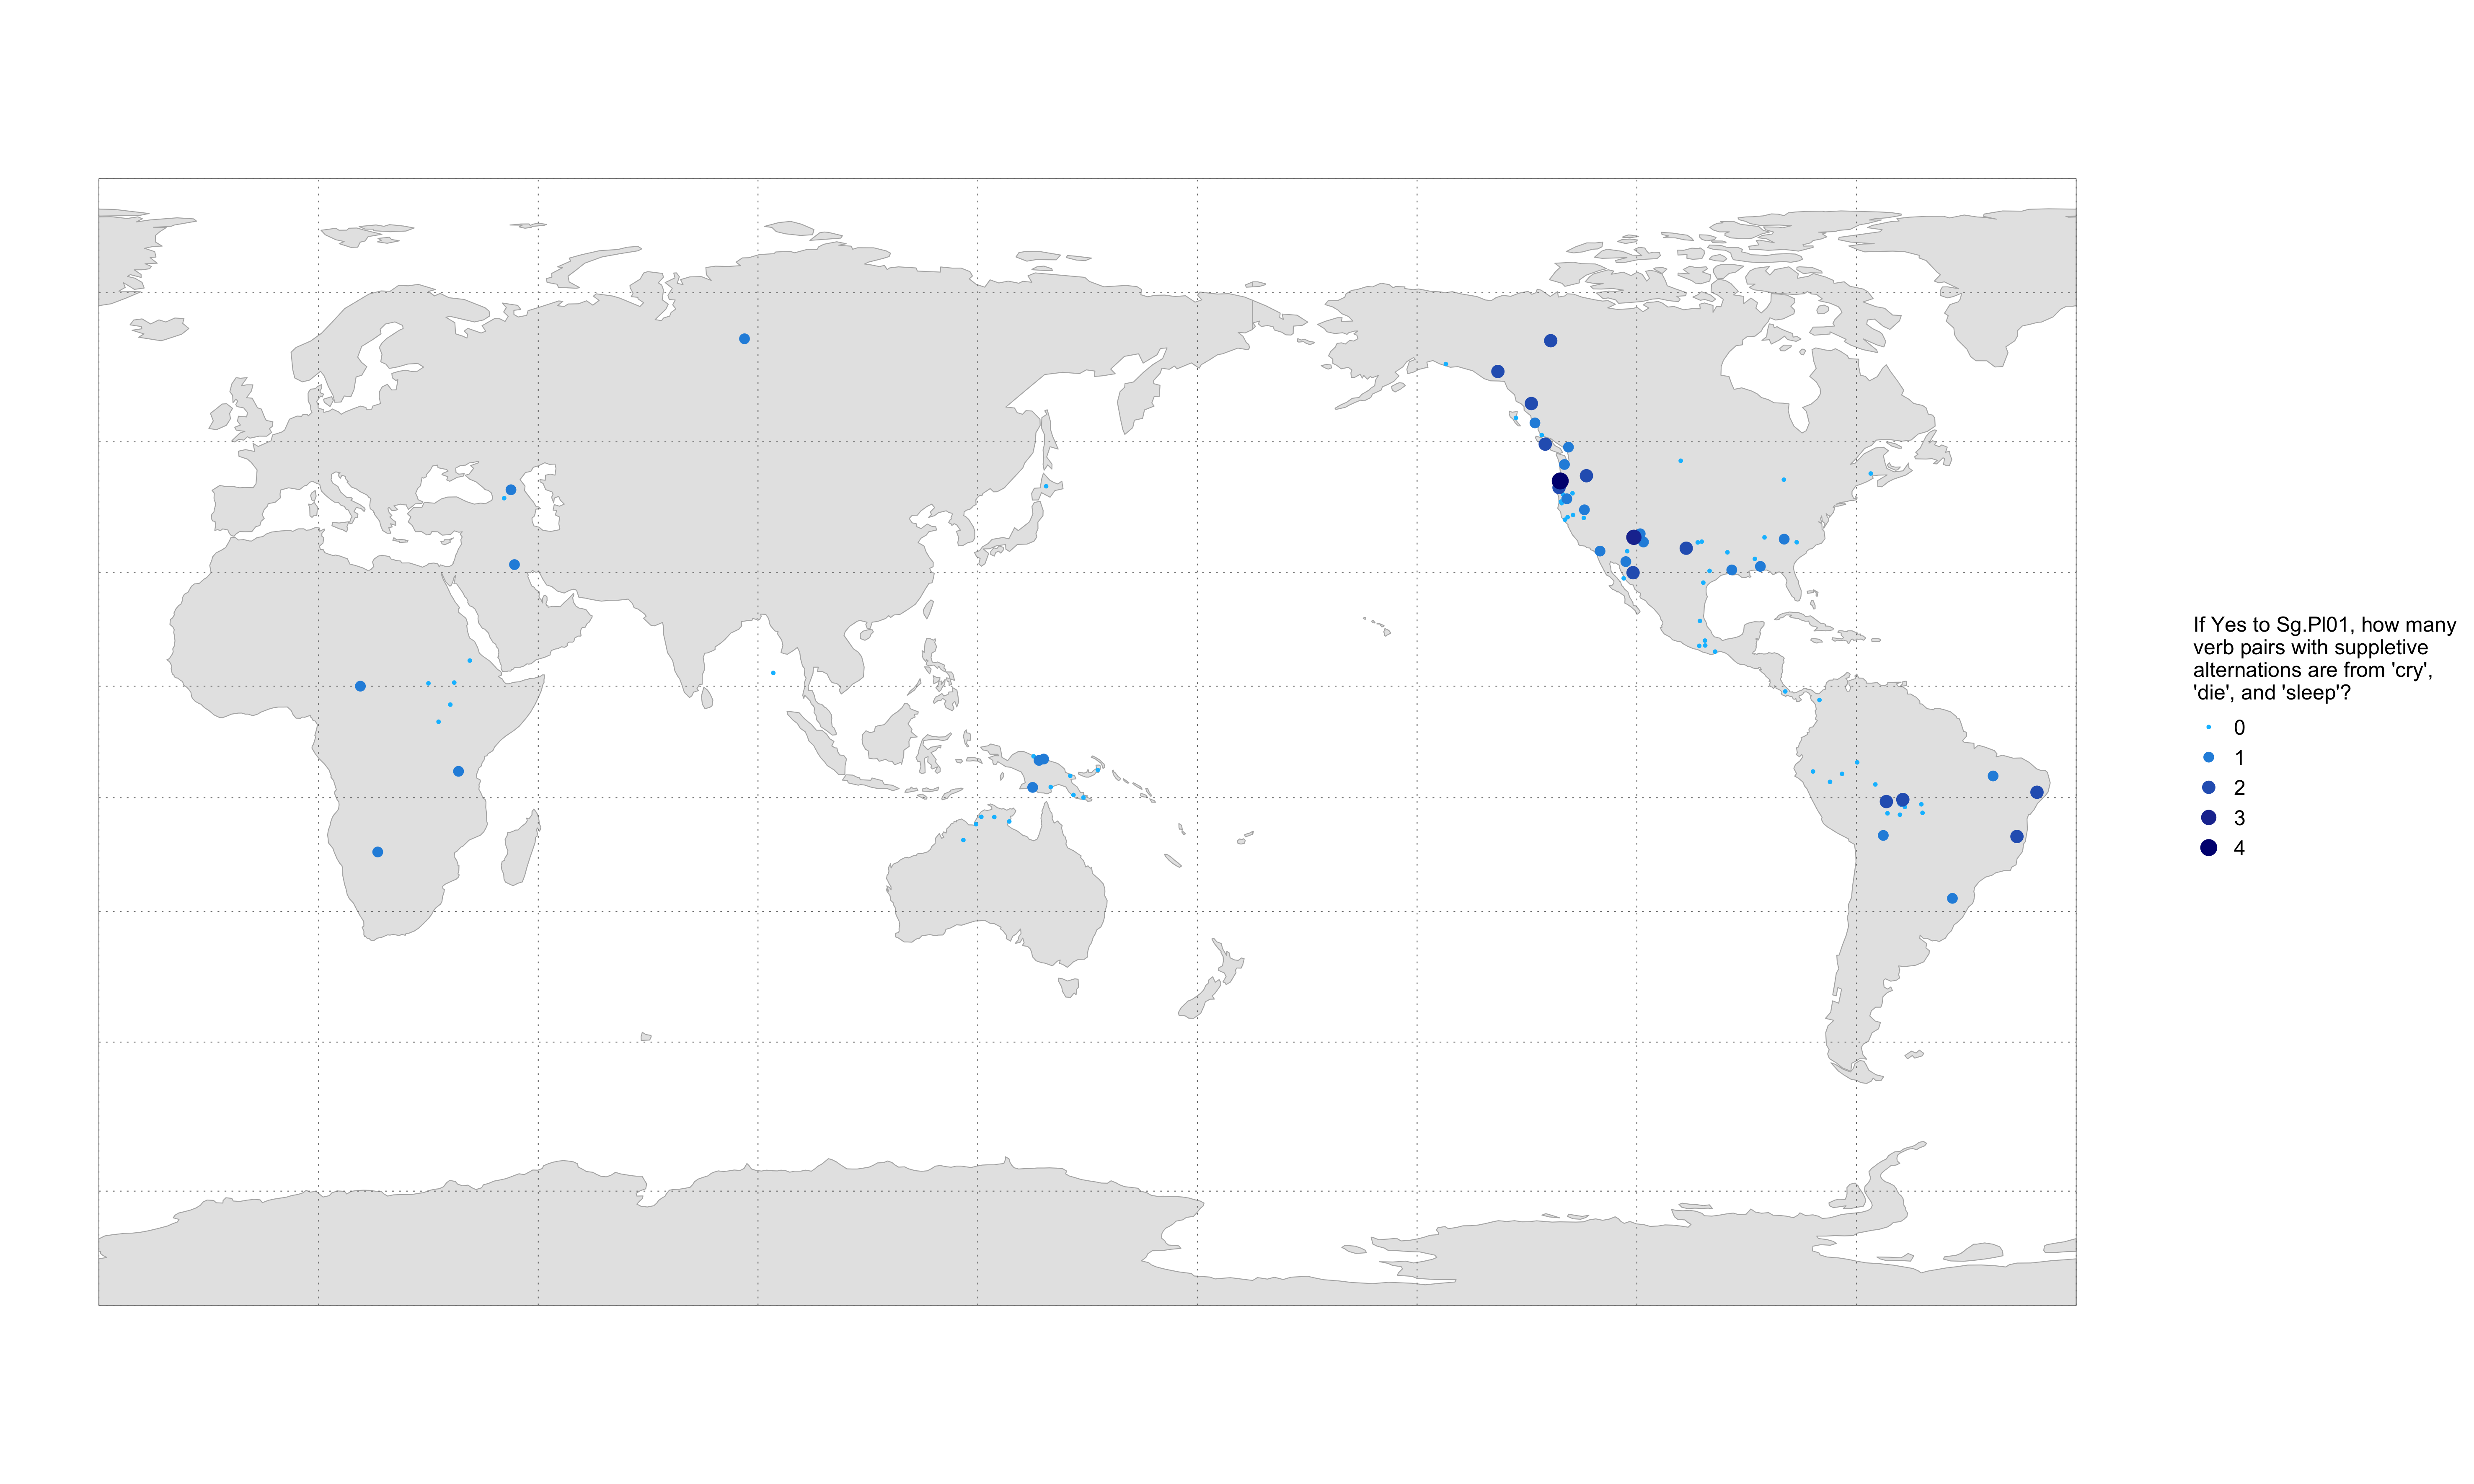 If Yes to Sg.Pl01, how many
verb pairs with suppletive
alternations are from 'cry',
'die', and 'sleep'?
0
1
2
3
4